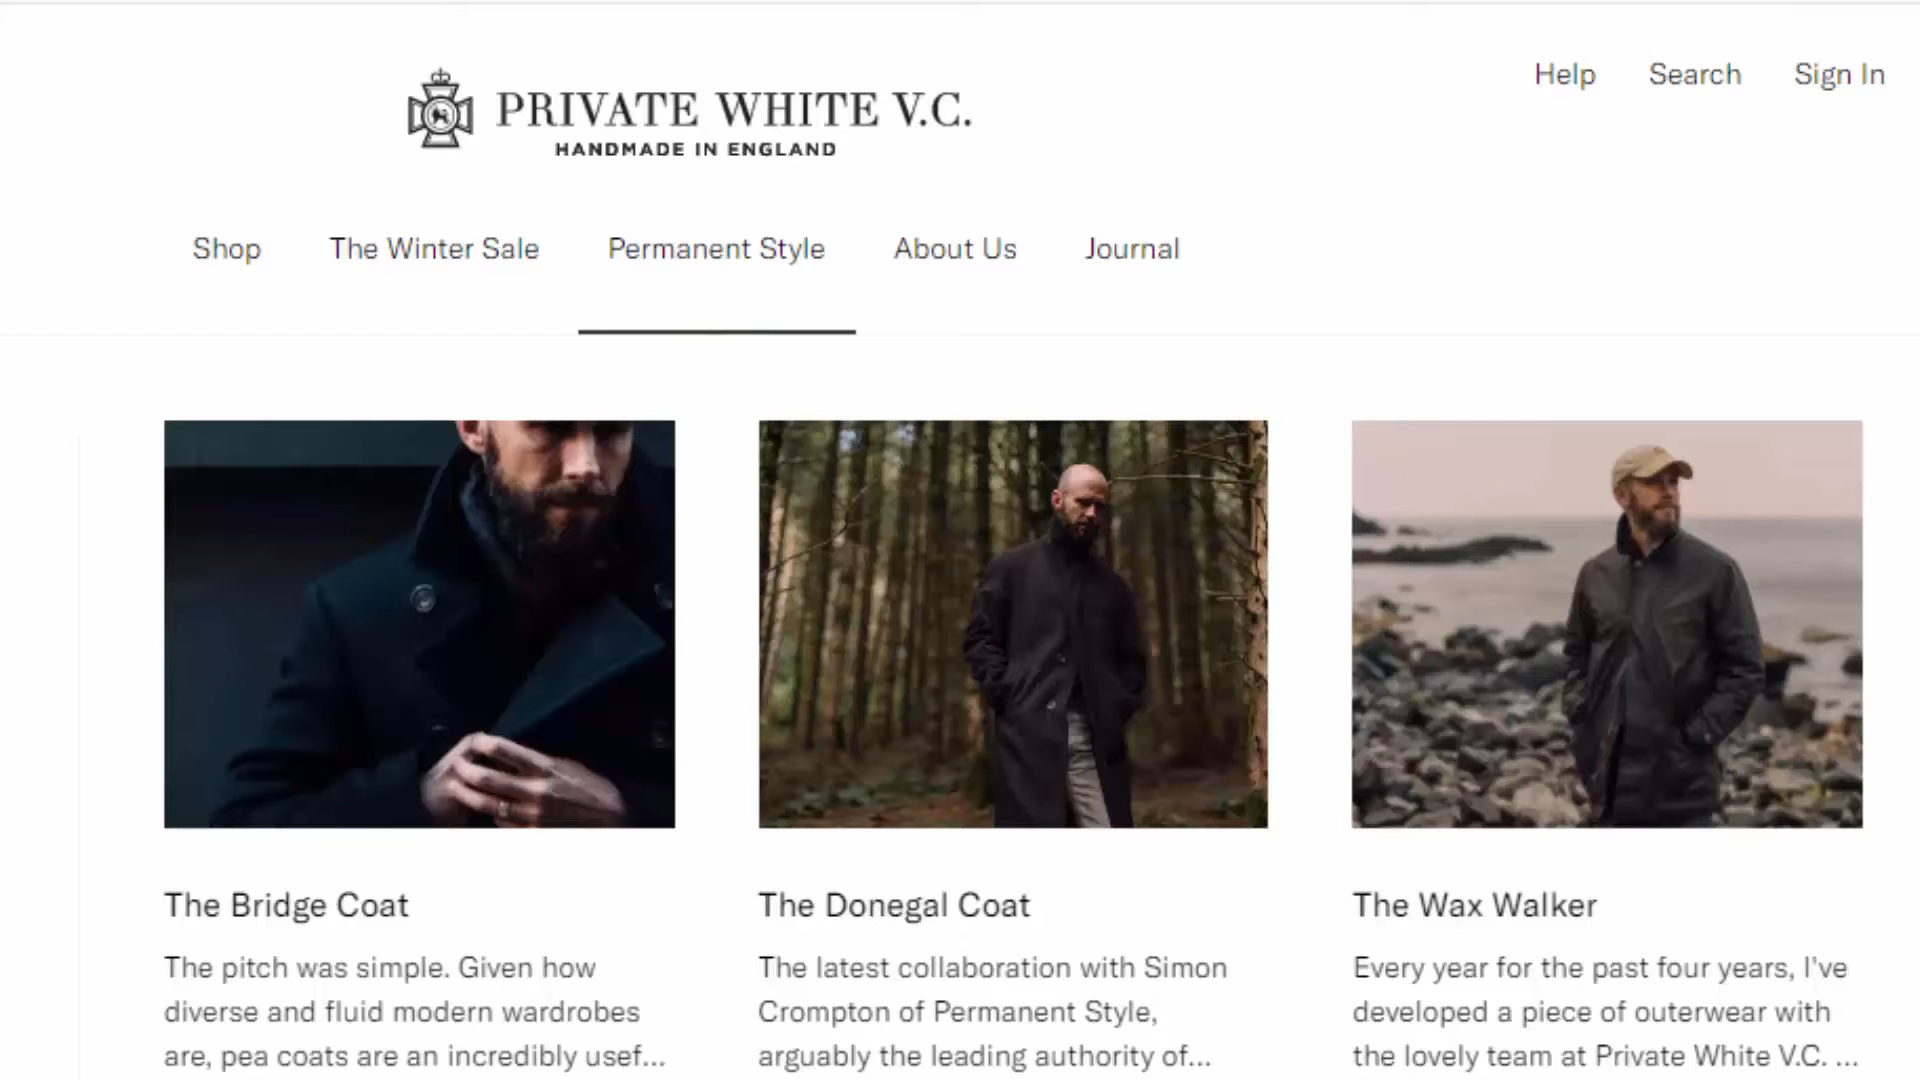 PRIVATE WHITE V.C.
HANDMADE IN ENGLAND
Help Search Sign In
Shop The Winter Sale Permanent Style About Us Journal
The Bridge Coat
The pitch was simple. Given how
diverse and fluid modern wardrobes
are, pea coats are an incredibly usef...
The Donegal Coat
The latest collaboration with Simon
Crompton of Permanent Style,
arguably the leading authority of...
The Wax Walker
Every year for the past four years, I've
developed a piece of outerwear with
the lovely team at Private White V.C. ...